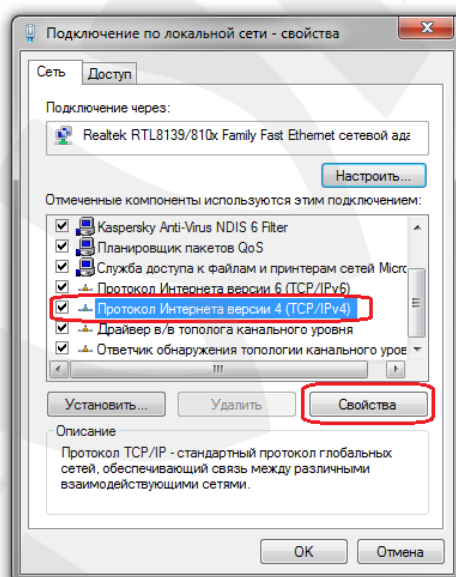 Подключение по локальной сети - свойства
Сеть
Доступ
Подключение через:
Realtek RTL8139/810x Family Fast Ethernet сетевой ада
Настроить...
Отмеченные компоненты используются этим подключением:
Kaspersky Anti-Virus NDIS 6 Filter
Планировщик пакетов QoS
Служба доступа к файлам и принтерам сетей Micro
Протокол Интернета версии 6 (TCP/IPv6)
Протокол Интернета версии 4 (TCP/IPv4)
Драйвер в/в тополога канального уровня
Ответчик обнаружения топологии канального уров
Установить...
Удалить
Свойства
Описание
Протокол TCP/IP - стандартный протокол глобальных
сетей, обеспечивающий связь между различными
взаимодействующими сетями.
OK
Отмена